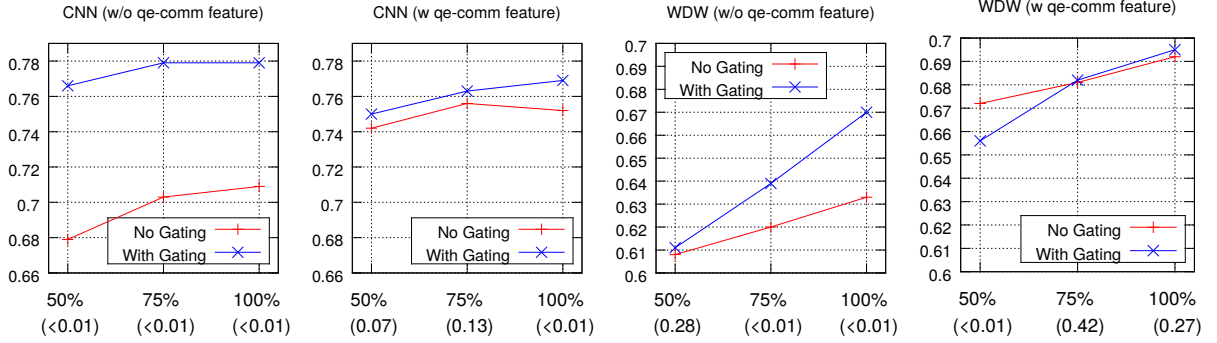 CNN (w/o qe-comm feature)
0.78
0.76
0.74
0.72
0.7
0.68
0.66
No Gating
With Gating
50% 75% 100%
(<0.01) (<0.01) (<0.01)
CNN (w qe-comm feature)
0.78
0.76
0.74
0.72
0.7
0.68
0.66
No Gating
With Gating
50% 75% 100%
(0.07) (0.13) (<0.01)
WDW (w/o qe-comm feature)
0.7
0.69
0.68
0.67
0.66
0.65
0.64
0.63
0.62
0.61
0.6
No Gating
With Gating
50% 75% 100%
(0.28) (<0.01) (<0.01)
WDW (w qe-comm feature)
0.7
0.69
0.68
0.67
0.66
0.65
0.64
0.63
0.62
0.61
0.6
No Gating
With Gating
50% 75% 100%
(<0.01) (0.42) (0.27)